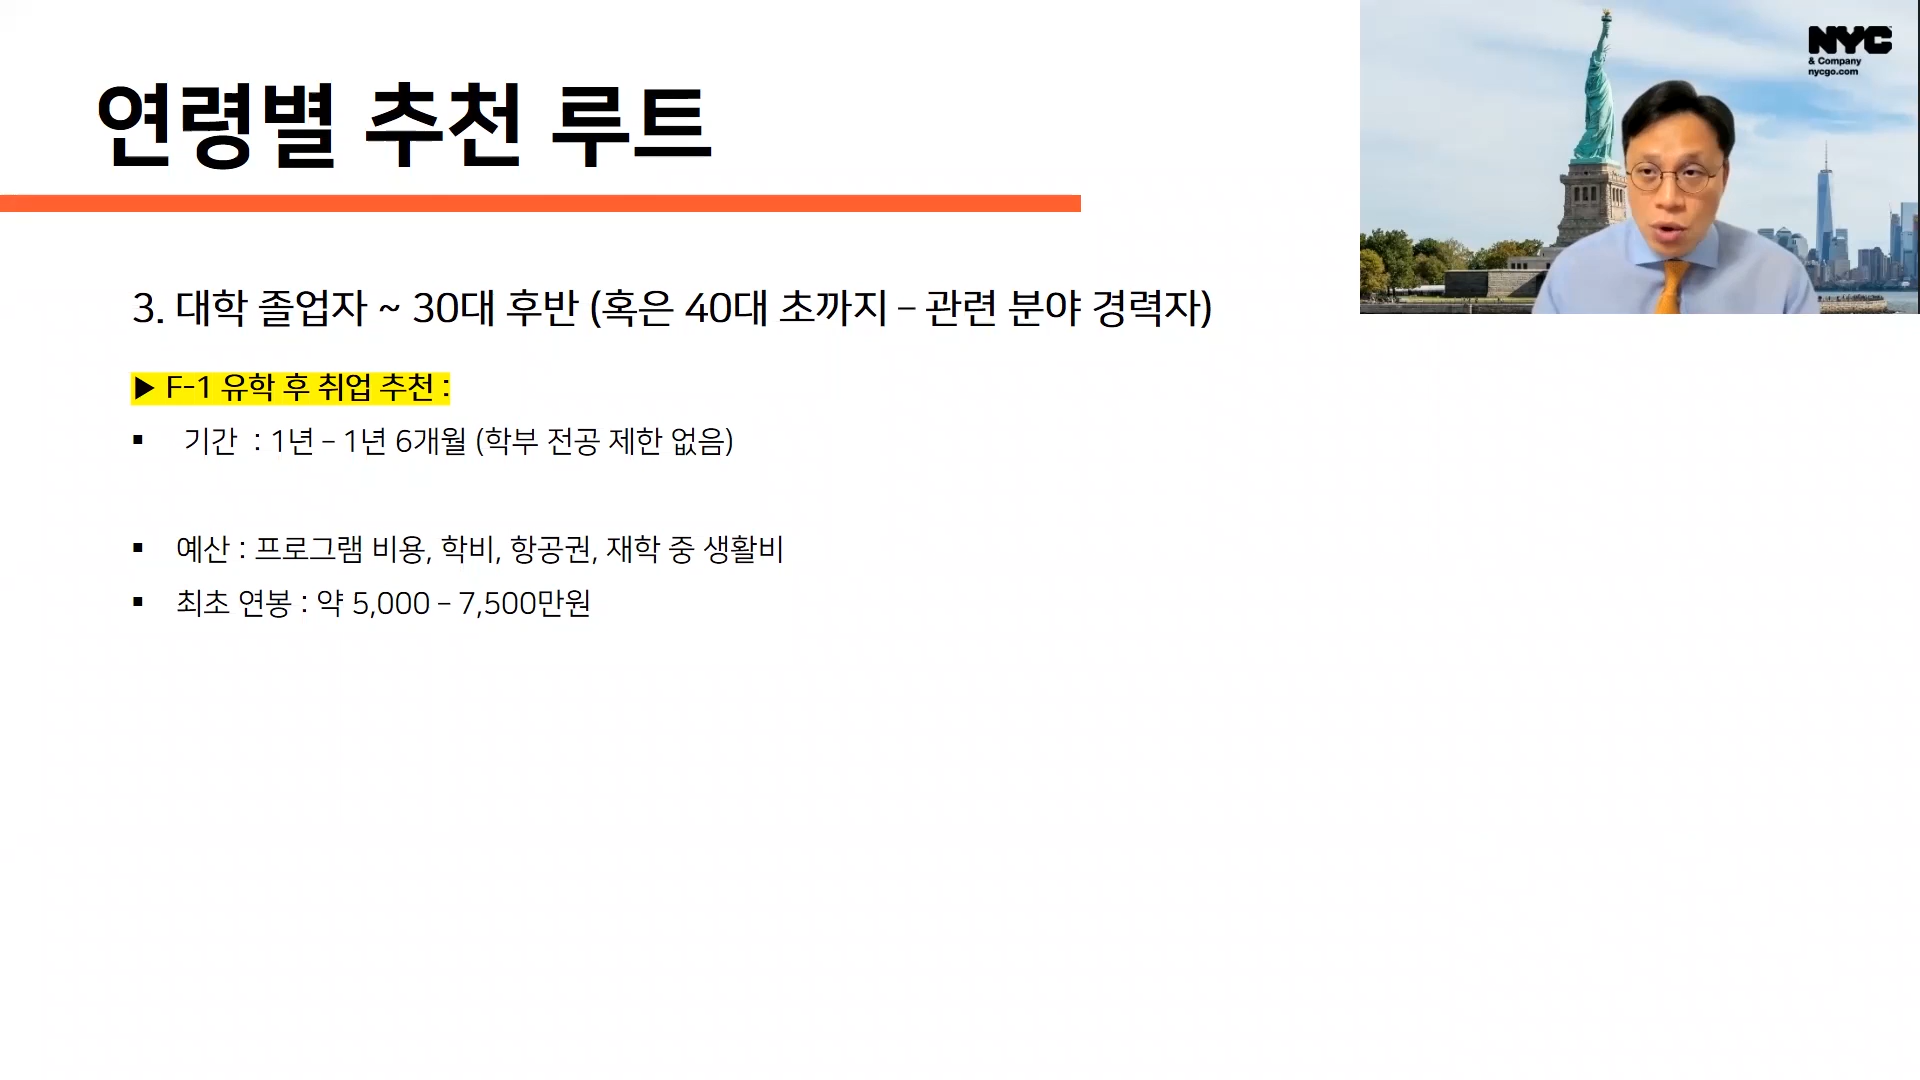 연령별 추천 루트
NYC
& Company
nycgo.com
3. 대학 졸업자 ~ 30대 후반 (혹은 40대 초까지 – 관련 분야 경력자)
▶ F-1 유학 후 취업 추천 :
▪ 기간 : 1년 – 1년 6개월 (학부 전공 제한 없음)
▪ 예산 : 프로그램 비용, 학비, 항공권, 재학 중 생활비
▪ 최초 연봉 : 약 5,000 – 7,500만원